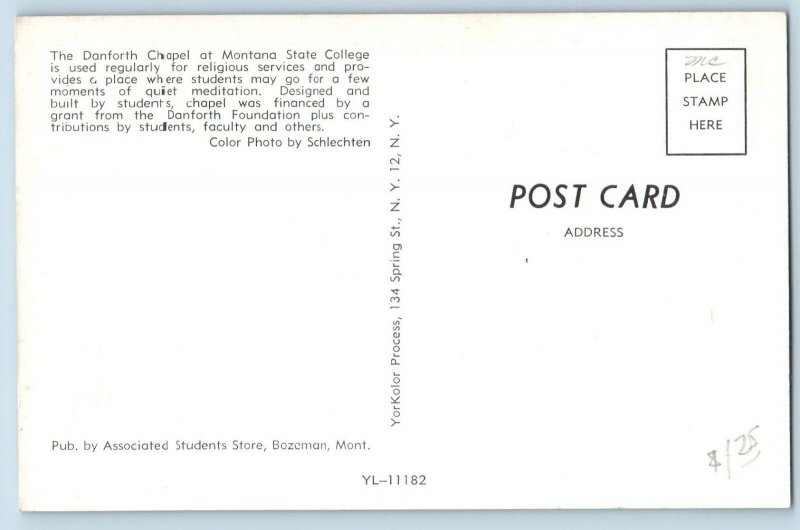 The Danforth Chapel at Montana State College
is used regularly for religious services and pro-
vides a place where students may go for a few
moments of quiet meditation. Designed and
built by students, chapel was financed by a
grant from the Danforth Foundation plus con-
tributions by students, faculty and others.
Color Photo by Schlechten
Pub. by Associated Students Store, Bozeman, Mont.
YorKolor Process, 134 Spring St., N. Y. 12, N. Y.
YL-11182
MC
PLACE
STAMP
HERE
POST CARD
ADDRESS
$125